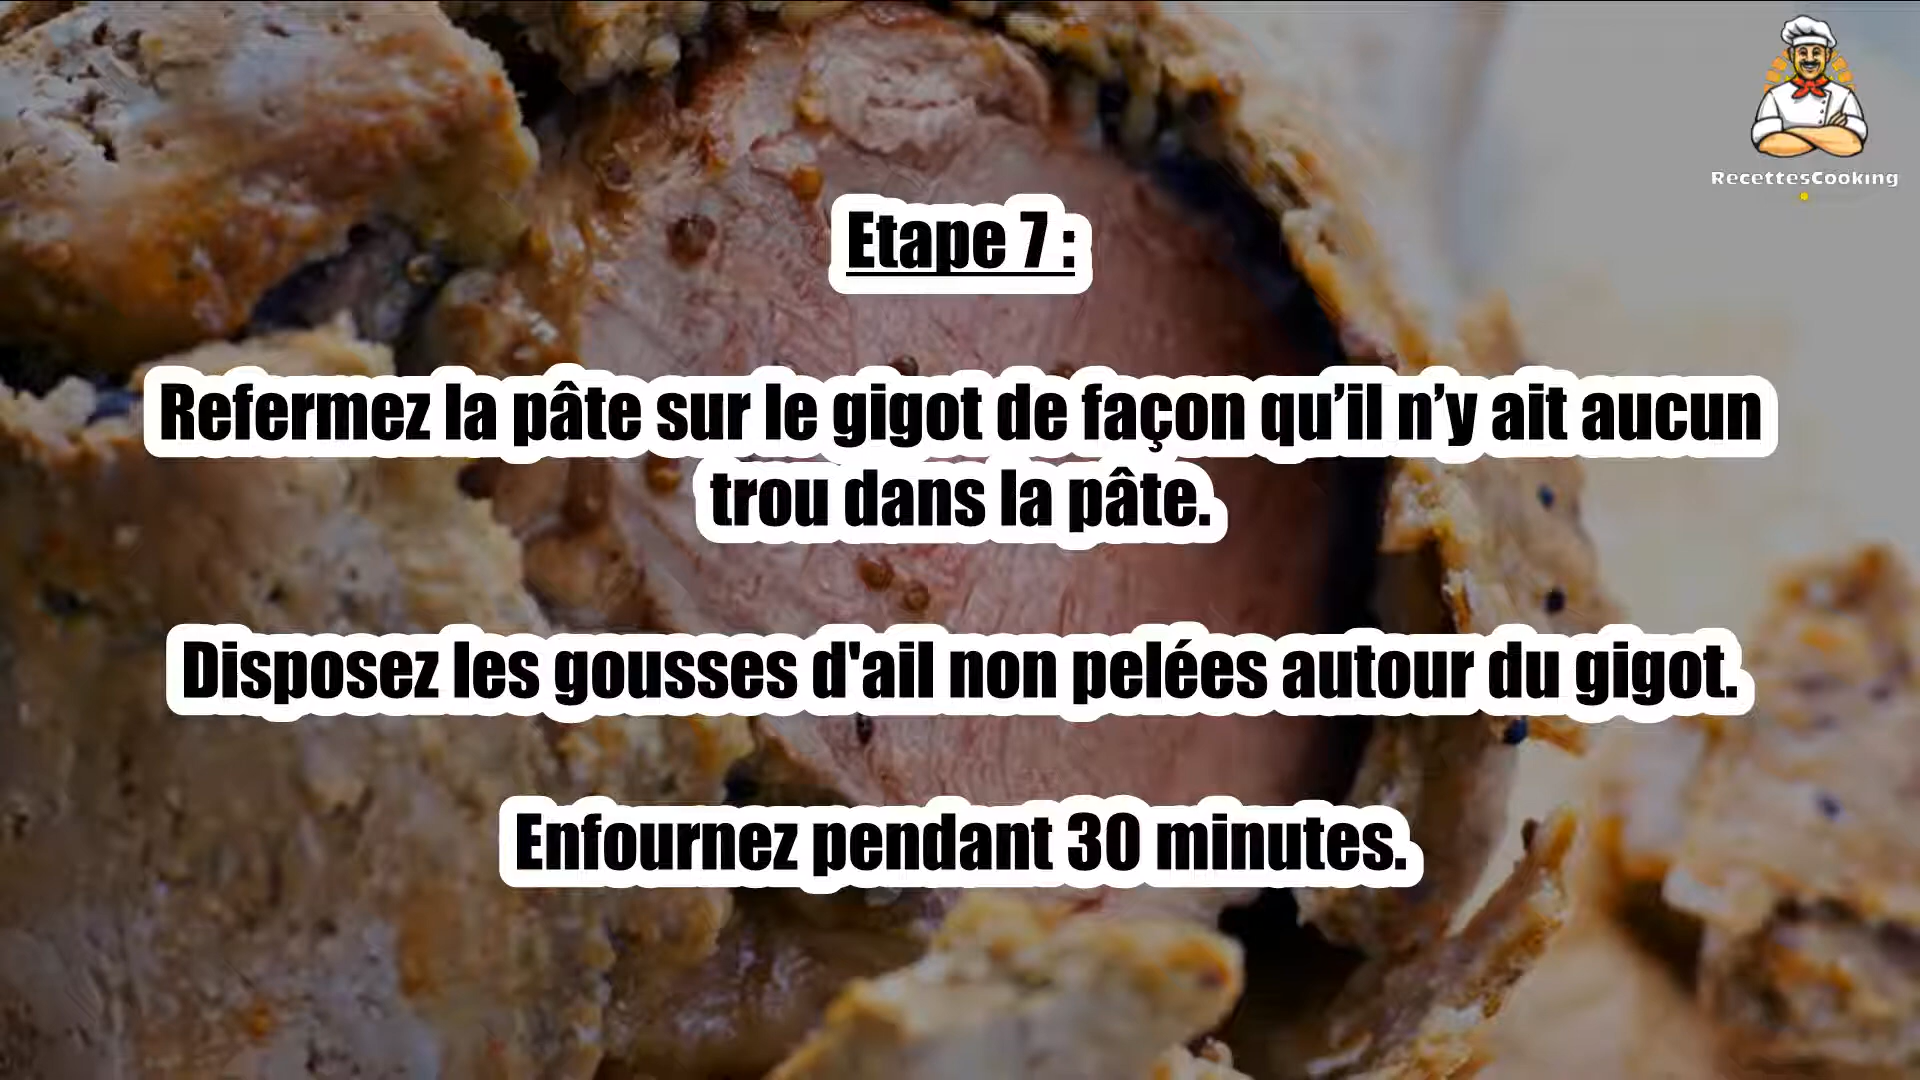 RecettesCooking
Etape 7 :
Refermez la pâte sur le gigot de façon qu’il n’y ait aucun
trou dans la pâte.
Disposez les gousses d'ail non pelées autour du gigot.
Enfournez pendant 30 minutes.